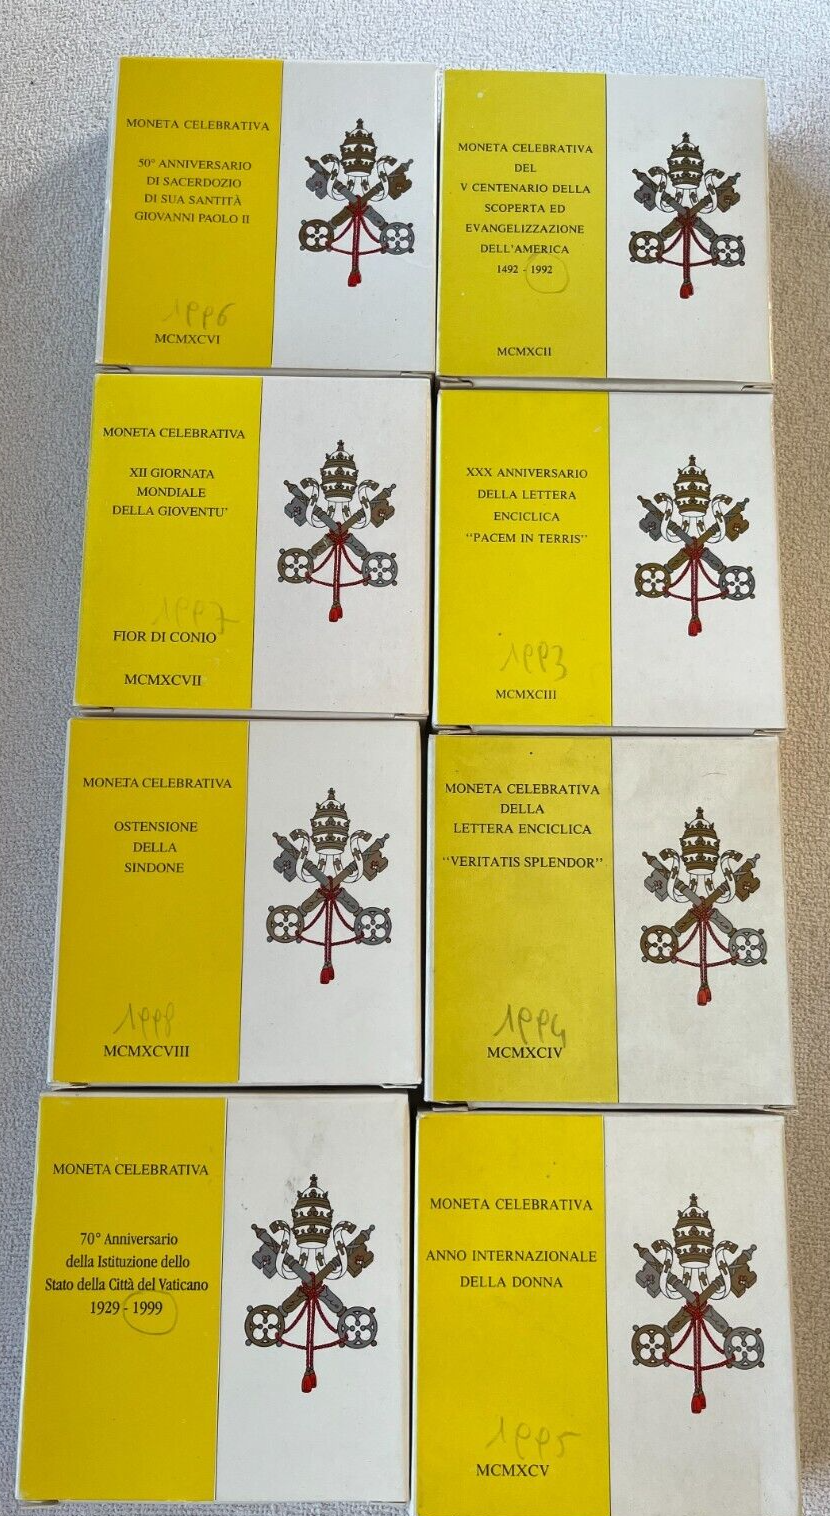 MONETA CELEBRATIVA
50° ANNIVERSARIO
DI SACERDOZIO
DI SUA SANTITÀ
GIOVANNI PAOLO II
1996
MCMXCVI
MONETA CELEBRATIVA
DEL
V CENTENARIO DELLA
SCOPERTA ED
EVANGELIZZAZIONE
DELL'AMERICA
1492 - 1992
MCMXCII
MONETA CELEBRATIVA
XII GIORNATA
MONDIALE
DELLA GIOVENTU'
1997
FIOR DI CONIO
MCMXCVII
XXX ANNIVERSARIO
DELLA LETTERA
ENCICLICA
"PACEM IN TERRIS"
1993
MCMXCIII
MONETA CELEBRATIVA
OSTENSIONE
DELLA
SINDONE
1998
MCMXCVIII
MONETA CELEBRATIVA
DELLA
LETTERA ENCICLICA
"VERITATIS SPLENDOR"
1994
MCMXCIV
MONETA CELEBRATIVA
70° Anniversario
della Istituzione dello
Stato della Città del Vaticano
1929 - 1999
MONETA CELEBRATIVA
ANNO INTERNAZIONALE
DELLA DONNA
1995
MCMXCV